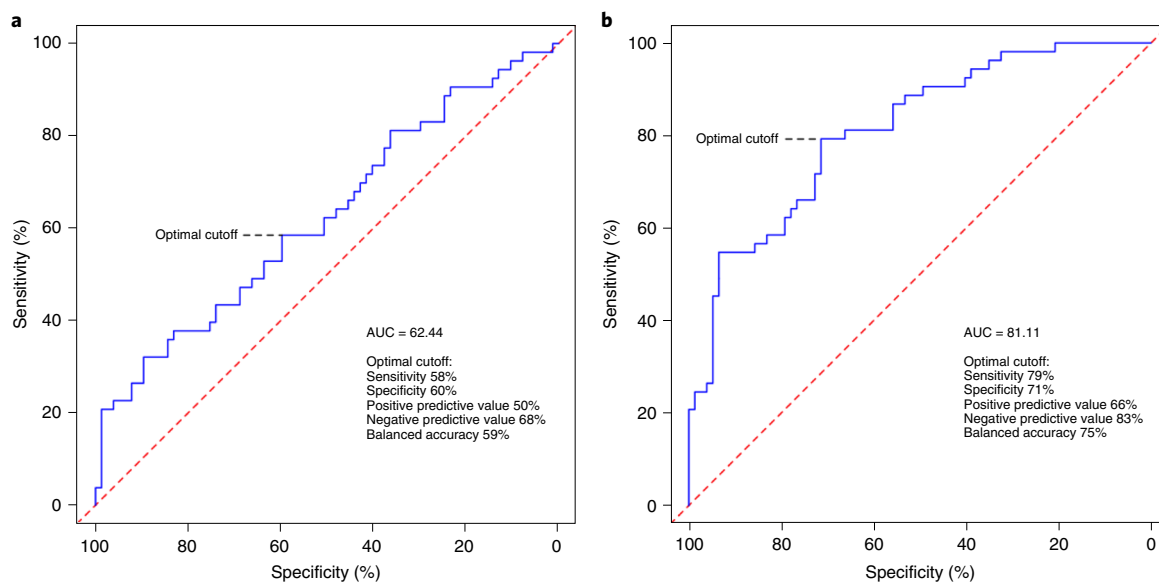 a
100
80
60
40
20
0
Sensitivity (%)
Optimal cutoff
AUC = 62.44
Optimal cutoff:
Sensitivity 58%
Specificity 60%
Positive predictive value 50%
Negative predictive value 68%
Balanced accuracy 59%
100 80 60 40 20 0
Specificity (%)
b
100
80
60
40
20
0
Sensitivity (%)
Optimal cutoff
AUC = 81.11
Optimal cutoff:
Sensitivity 79%
Specificity 71%
Positive predictive value 66%
Negative predictive value 83%
Balanced accuracy 75%
100 80 60 40 20 0
Specificity (%)